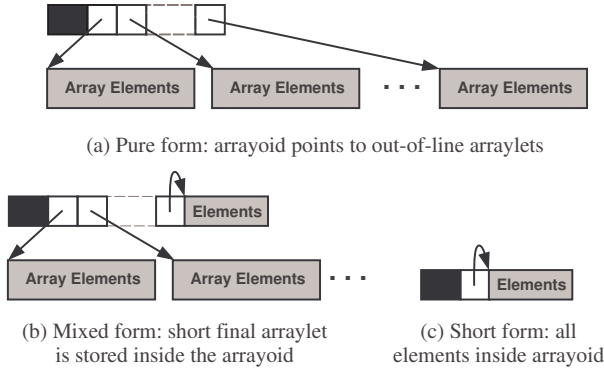 Array Elements Array Elements . . . Array Elements
(a) Pure form: arrayoid points to out-of-line arraylets
Elements
Array Elements Array Elements . . .
(b) Mixed form: short final arraylet
is stored inside the arrayoid
Elements
(c) Short form: all
elements inside arrayoid